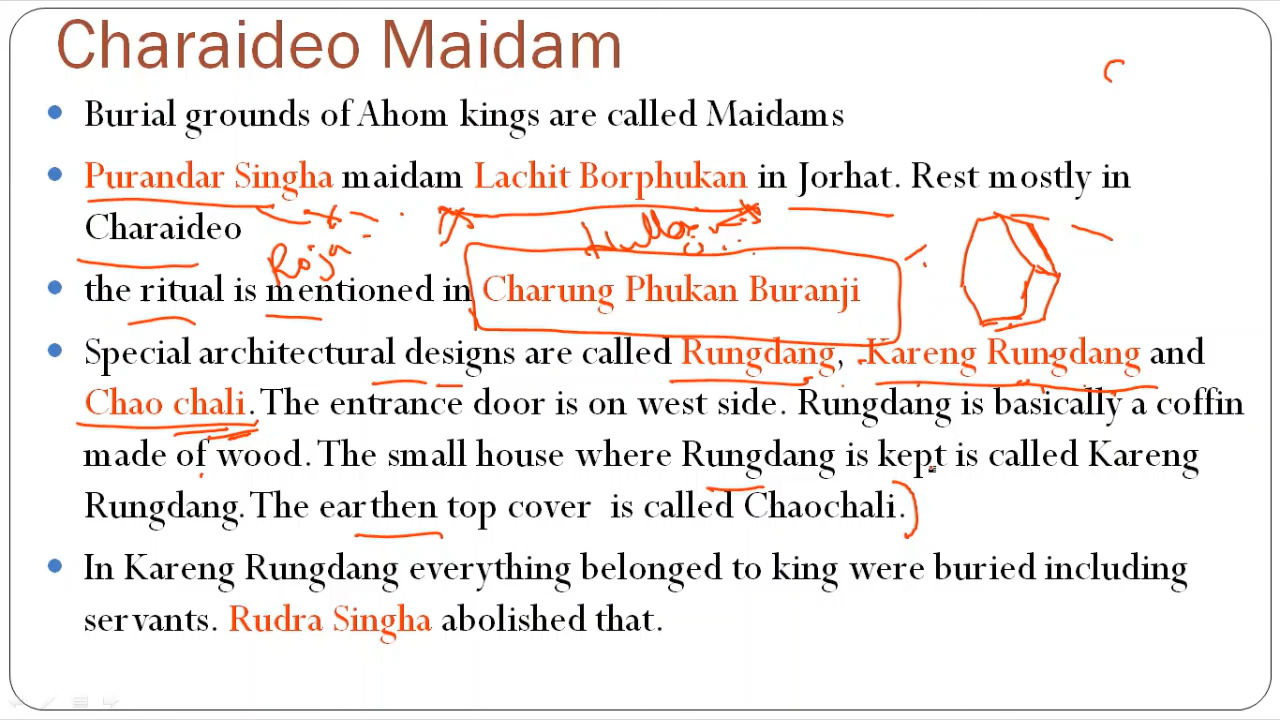 Charaideo Maidam
Burial grounds of Ahom kings are called Maidams
Purandar Singha maidam Lachit Borphukan in Jorhat. Rest mostly in
Charaideo
Roja
the ritual is mentioned in Charung Phukan Buranji
Special architectural designs are called Rungdang, Kareng Rungdang and
Chao chali. The entrance door is on west side. Rungdang is basically a coffin
made of wood. The small house where Rungdang is kept is called Kareng
Rungdang. The earthen top cover is called Chaochali.
In Kareng Rungdang everything belonged to king were buried including
servants. Rudra Singha abolished that.